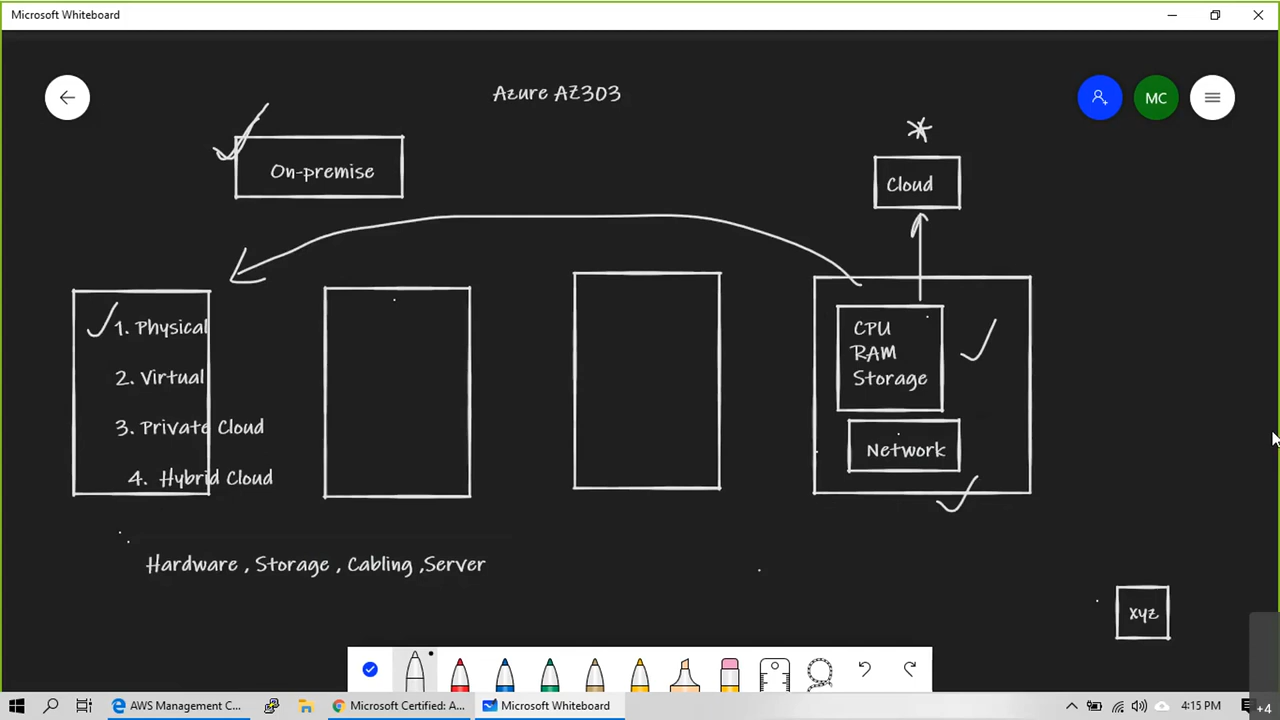 Microsoft Whiteboard
Azure AZ303
MC
On-premise
Cloud
1. Physical
2. Virtual
3. Private Cloud
4. Hybrid Cloud
CPU
RAM
Storage
Network
Hardware , Storage , Cabling ,Server
xyz
AWS Management C...
Microsoft Certified: A...
Microsoft Whiteboard
4:15 PM
+4